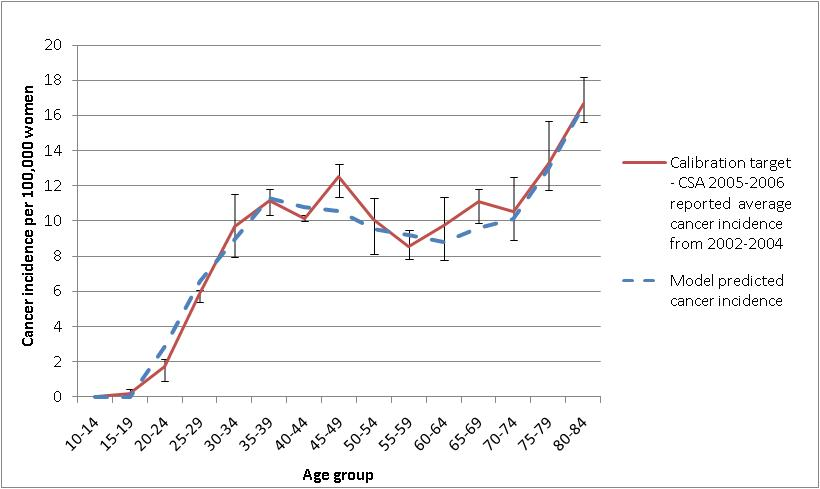 20
18
16
14
12
10
8
6
4
2
0
Cancer incidence per 100,000 women
10-14
15-19
20-24
25-29
30-34
35-39
40-44
45-49
50-54
55-59
60-64
65-69
70-74
75-79
80-84
Age group
Calibration target
- CSA 2005-2006
reported average
cancer incidence
from 2002-2004
Model predicted
cancer incidence